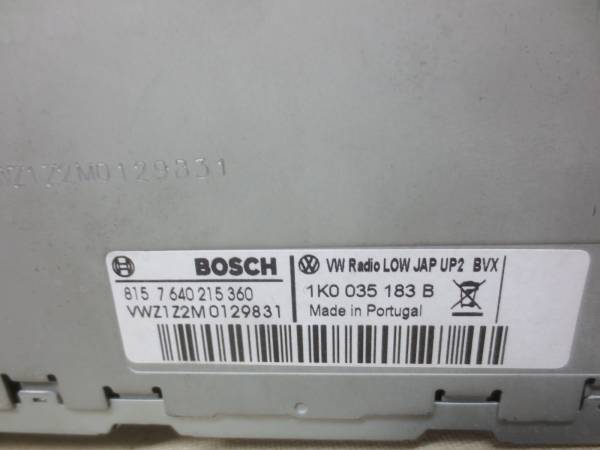 WZ1Z2M0129831
BOSCH
VW Radio LOW JAP UP2 BVX
815 7 640 215 360
1K0 035 183 B
VWZ1Z2M0129831
Made in Portugal